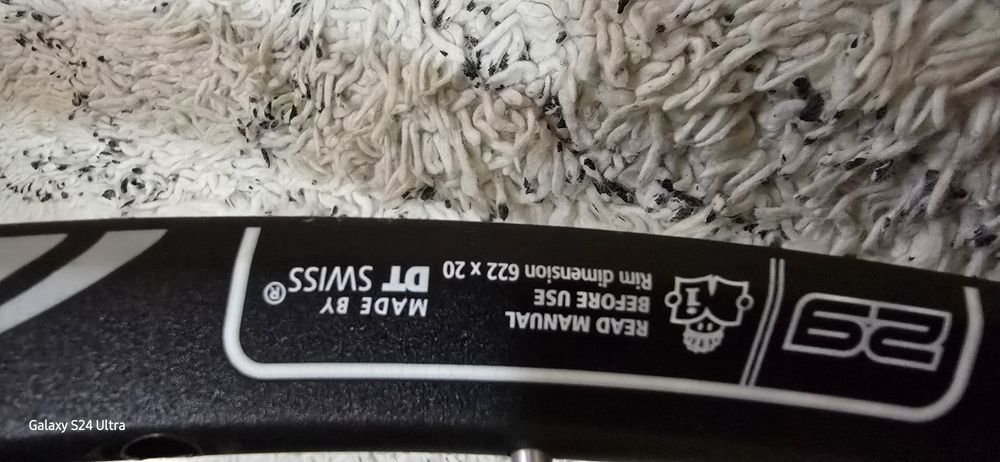 29
READ MANUAL
BEFORE USE
Rim dimension 622 x 20
MADE BY
DT SWISS®
Galaxy S24 Ultra